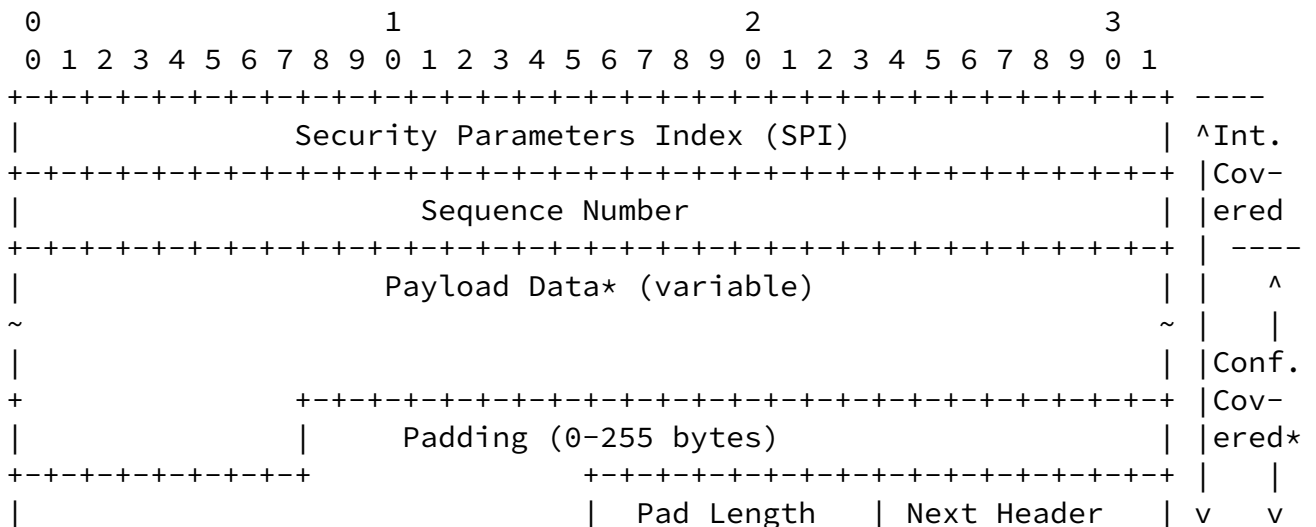 0                   1                   2                   3
 0 1 2 3 4 5 6 7 8 9 0 1 2 3 4 5 6 7 8 9 0 1 2 3 4 5 6 7 8 9 0 1
+-+-+-+-+-+-+-+-+-+-+-+-+-+-+-+-+-+-+-+-+-+-+-+-+-+-+-+-+-+-+-+-+ ----
|               Security Parameters Index (SPI)                 | ^Int.
+-+-+-+-+-+-+-+-+-+-+-+-+-+-+-+-+-+-+-+-+-+-+-+-+-+-+-+-+-+-+-+-+ |Cov-
|                      Sequence Number                          | |ered
+-+-+-+-+-+-+-+-+-+-+-+-+-+-+-+-+-+-+-+-+-+-+-+-+-+-+-+-+-+-+-+-+ | ----
|                    Payload Data* (variable)                   | |   ^
~                                                               ~ |   |
|                                                               | |Conf.
+               +-+-+-+-+-+-+-+-+-+-+-+-+-+-+-+-+-+-+-+-+-+-+-+-+ |Cov-
|               |     Padding (0-255 bytes)                     | |ered*
+-+-+-+-+-+-+-+-+               +-+-+-+-+-+-+-+-+-+-+-+-+-+-+-+-+ |   |
|                               |  Pad Length   | Next Header   | v   v